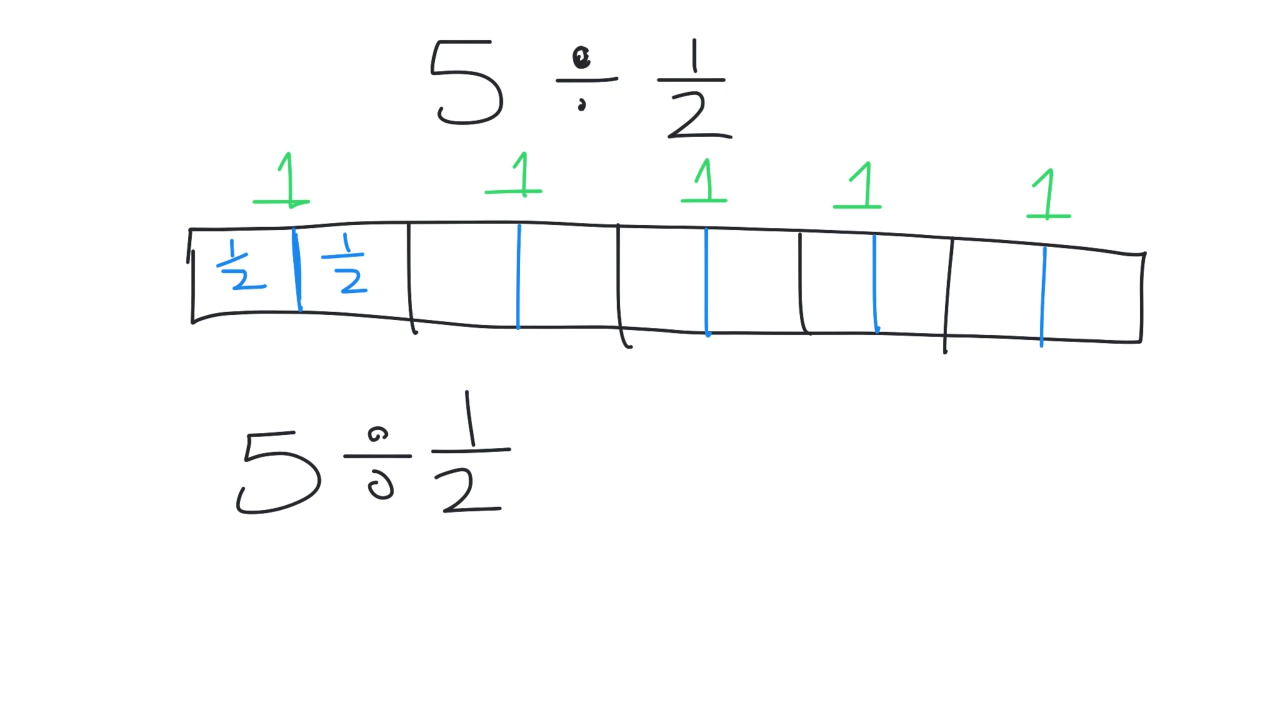 5 ÷ 1/2
1 1 1 1 1
1/2 1/2
5 ÷ 1/2